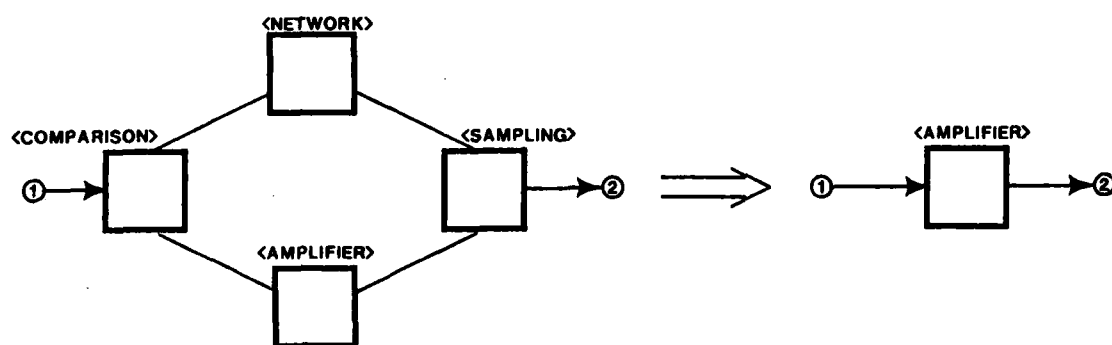 <NETWORK>
<COMPARISON>
<SAMPLING>
1
2
<AMPLIFIER>
<AMPLIFIER>
1
2